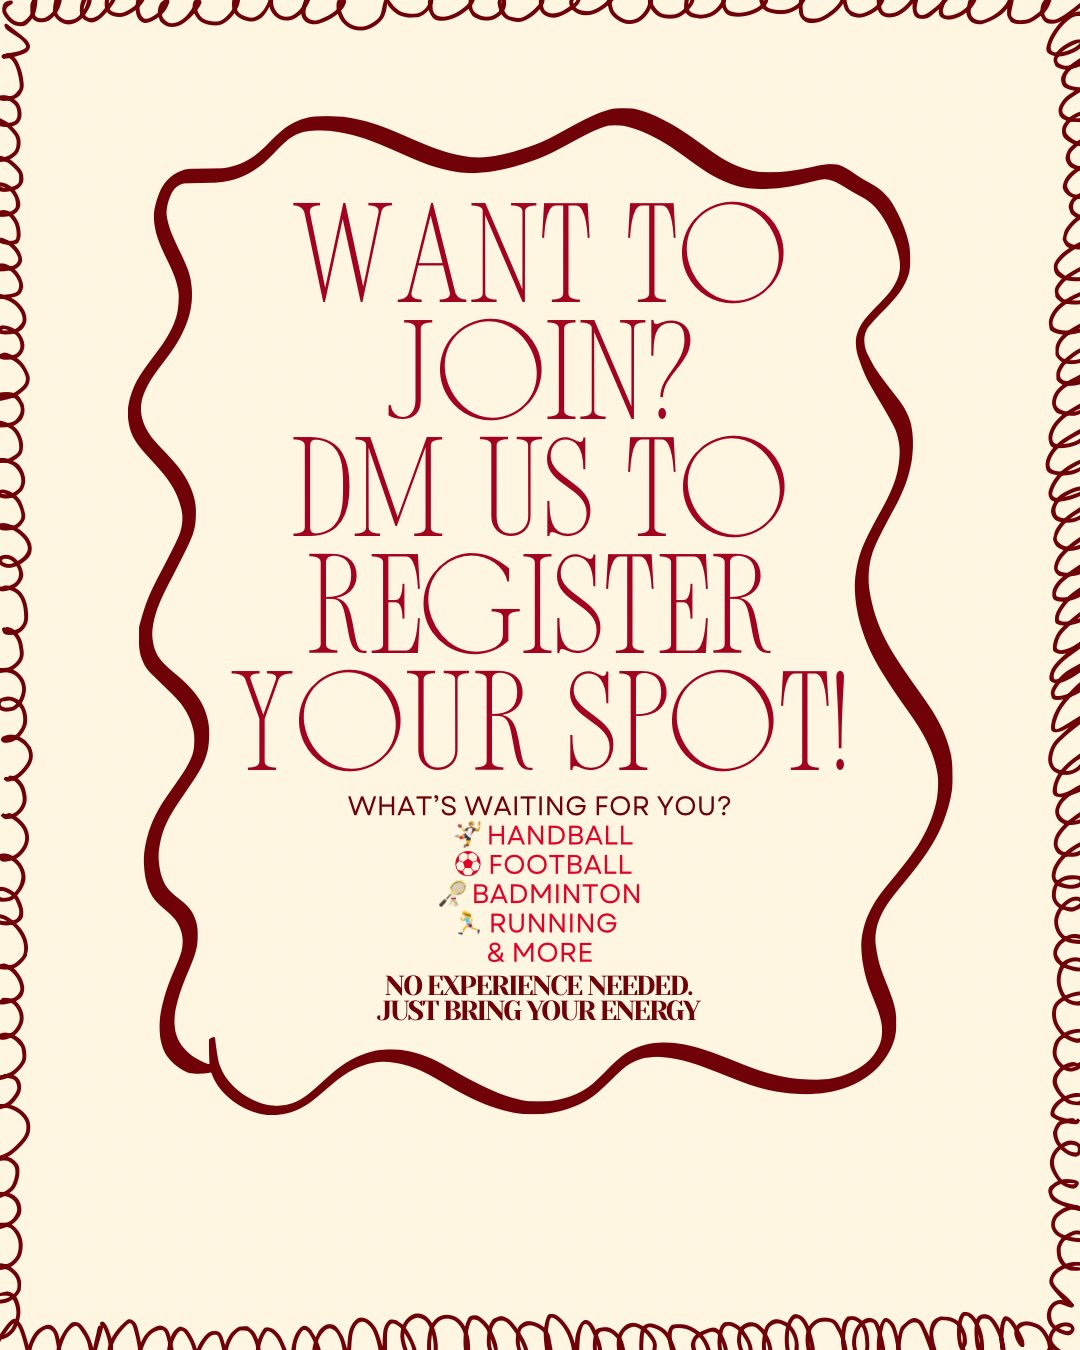 WANT TO
JOIN?
DM US TO
REGISTER
YOUR SPOT!
WHAT'S WAITING FOR YOU?
🤾 HANDBALL
⚽ FOOTBALL
🏸 BADMINTON
🏃 RUNNING
& MORE
NO EXPERIENCE NEEDED.
JUST BRING YOUR ENERGY